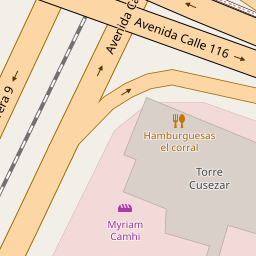 Avenida Calle 116
Avenida Ca
era 9
Hamburguesas
el corral
Torre
Cusezar
Myriam
Camhi